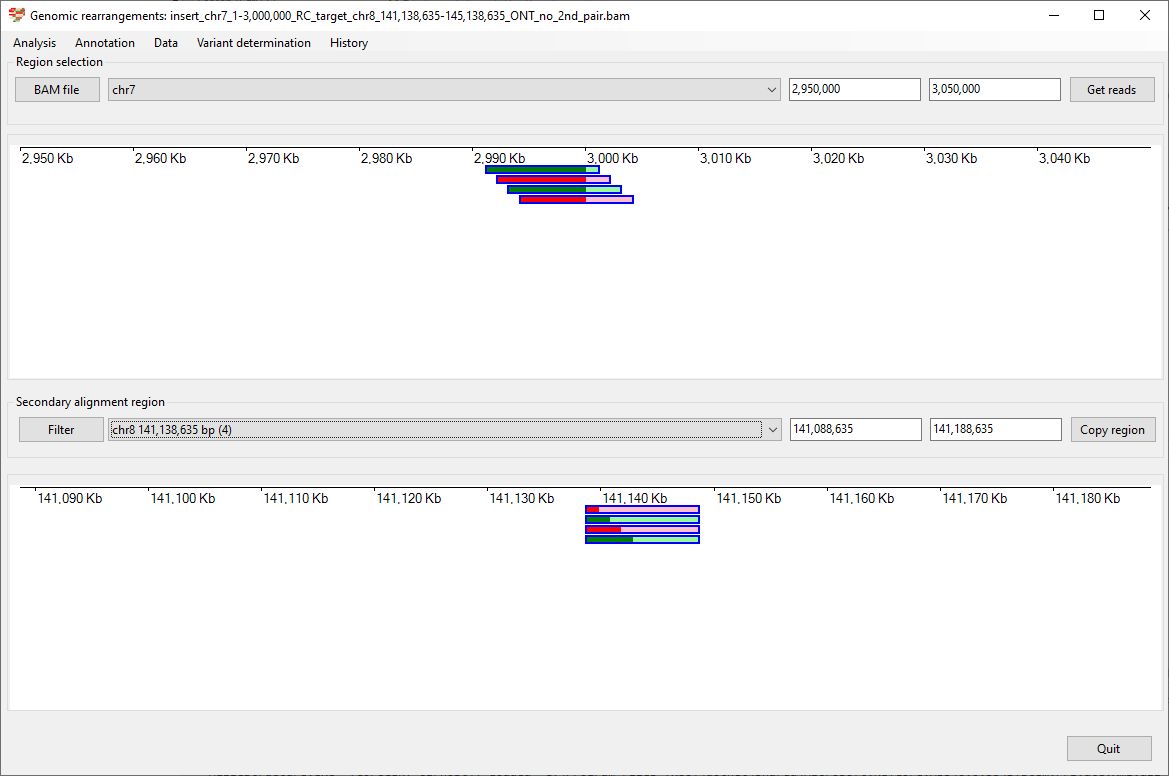 Genomic rearrangements: insert_chr7_1-3,000,000_RC_target_chr8_141,138,635-145,138,635_ONT_no_2nd_pair.bam
Analysis Annotation Data Variant determination History
Region selection
BAM file chr7 2,950,000 3,050,000 Get reads
2,950 Kb 2,960 Kb 2,970 Kb 2,980 Kb 2,990 Kb 3,000 Kb 3,010 Kb 3,020 Kb 3,030 Kb 3,040 Kb
Secondary alignment region
Filter chr8 141,138,635 bp (4) 141,088,635 141,188,635 Copy region
141,090 Kb 141,100 Kb 141,110 Kb 141,120 Kb 141,130 Kb 141,140 Kb 141,150 Kb 141,160 Kb 141,170 Kb 141,180 Kb
Quit